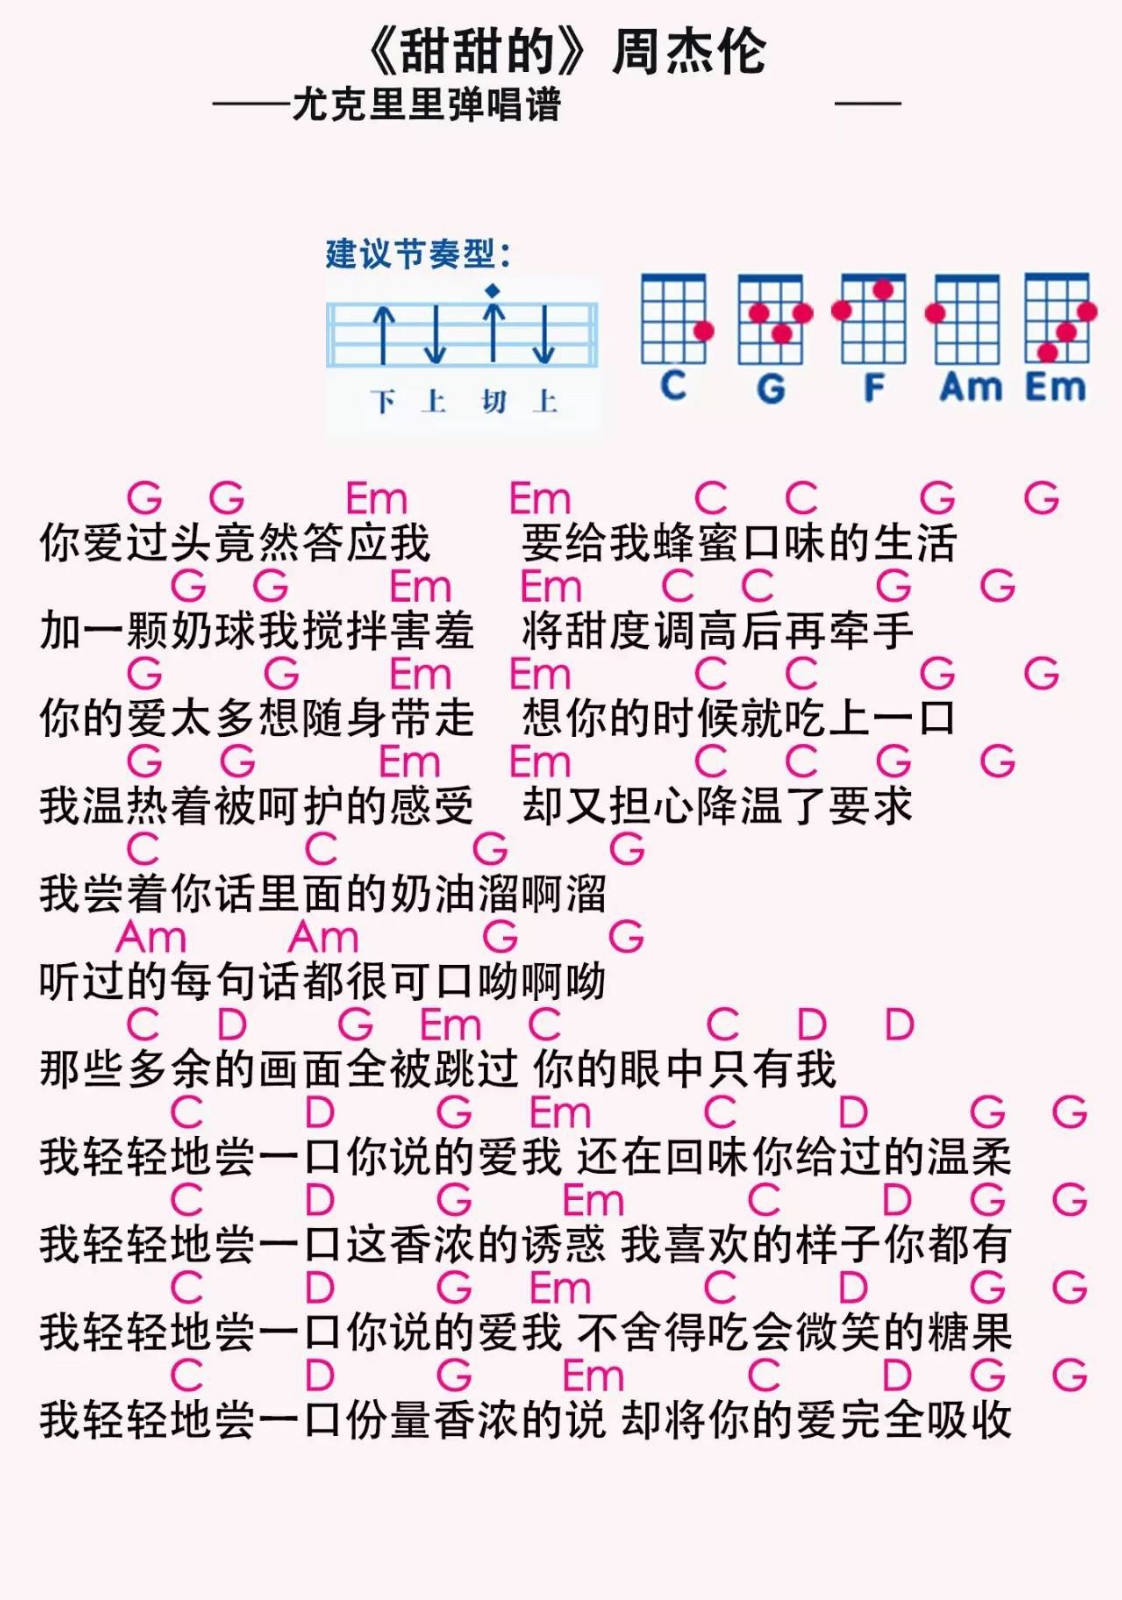 《甜甜的》周杰伦
——尤克里里弹唱谱 ——
建议节奏型：
下 上 切 上
C G F Am Em
G G Em Em C C G G
你爱过头竟然答应我 要给我蜂蜜口味的生活
G G Em Em C C G G
加一颗奶球我搅拌害羞 将甜度调高后再牵手
G G Em Em C C G G
你的爱太多想随身带走 想你的时候就吃上一口
G G Em Em C C G G
我温热着被呵护的感受 却又担心降温了要求
C C G G
我尝着你话里面的奶油溜啊溜
Am Am G G
听过的每句话都很可口呦啊呦
C D G Em C C D D
那些多余的画面全被跳过 你的眼中只有我
C D G Em C D G G
我轻轻地尝一口你说的爱我 还在回味你给过的温柔
C D G Em C D G G
我轻轻地尝一口这香浓的诱惑 我喜欢的样子你都有
C D G Em C D G G
我轻轻地尝一口你说的爱我 不舍得吃会微笑的糖果
C D G Em C D G G
我轻轻地尝一口份量香浓的说 却将你的爱完全吸收